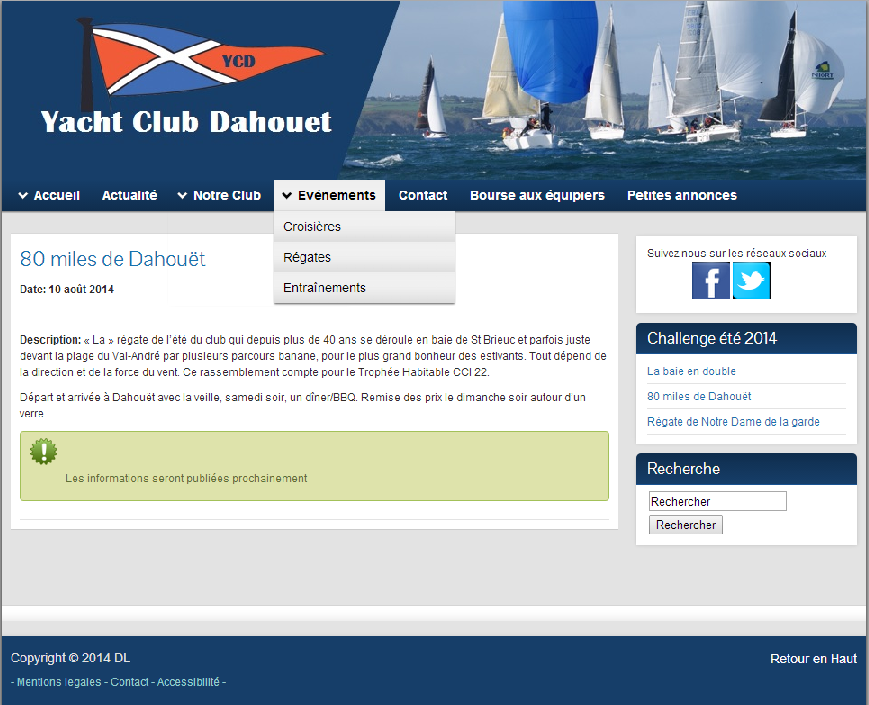 YCD
Yacht Club Dahouet
NIORT
Accueil Actualité Notre Club Evénements Contact Bourse aux équipiers Petites annonces
Croisières
Régates
Entraînements
80 miles de Dahouët
Date: 10 août 2014
Description: « La » régate de l'été du club qui depuis plus de 40 ans se déroule en baie de St Brieuc et parfois juste
devant la plage du Val-André par plusieurs parcours banane, pour le plus grand bonheur des estivants. Tout dépend de
la direction et de la force du vent. Ce rassemblement compte pour le Trophée Habitable CCI 22.
Départ et arrivée à Dahouët avec la veille, samedi soir, un dîner/BBQ. Remise des prix le dimanche soir autour d'un
verre
Les informations seront publiées prochainement
Suivez nous sur les réseaux sociaux
Challenge été 2014
La baie en double
80 miles de Dahouët
Régate de Notre Dame de la garde
Recherche
Rechercher
Rechercher
Copyright © 2014 DL
Retour en Haut
- Mentions légales - Contact - Accessibilité -